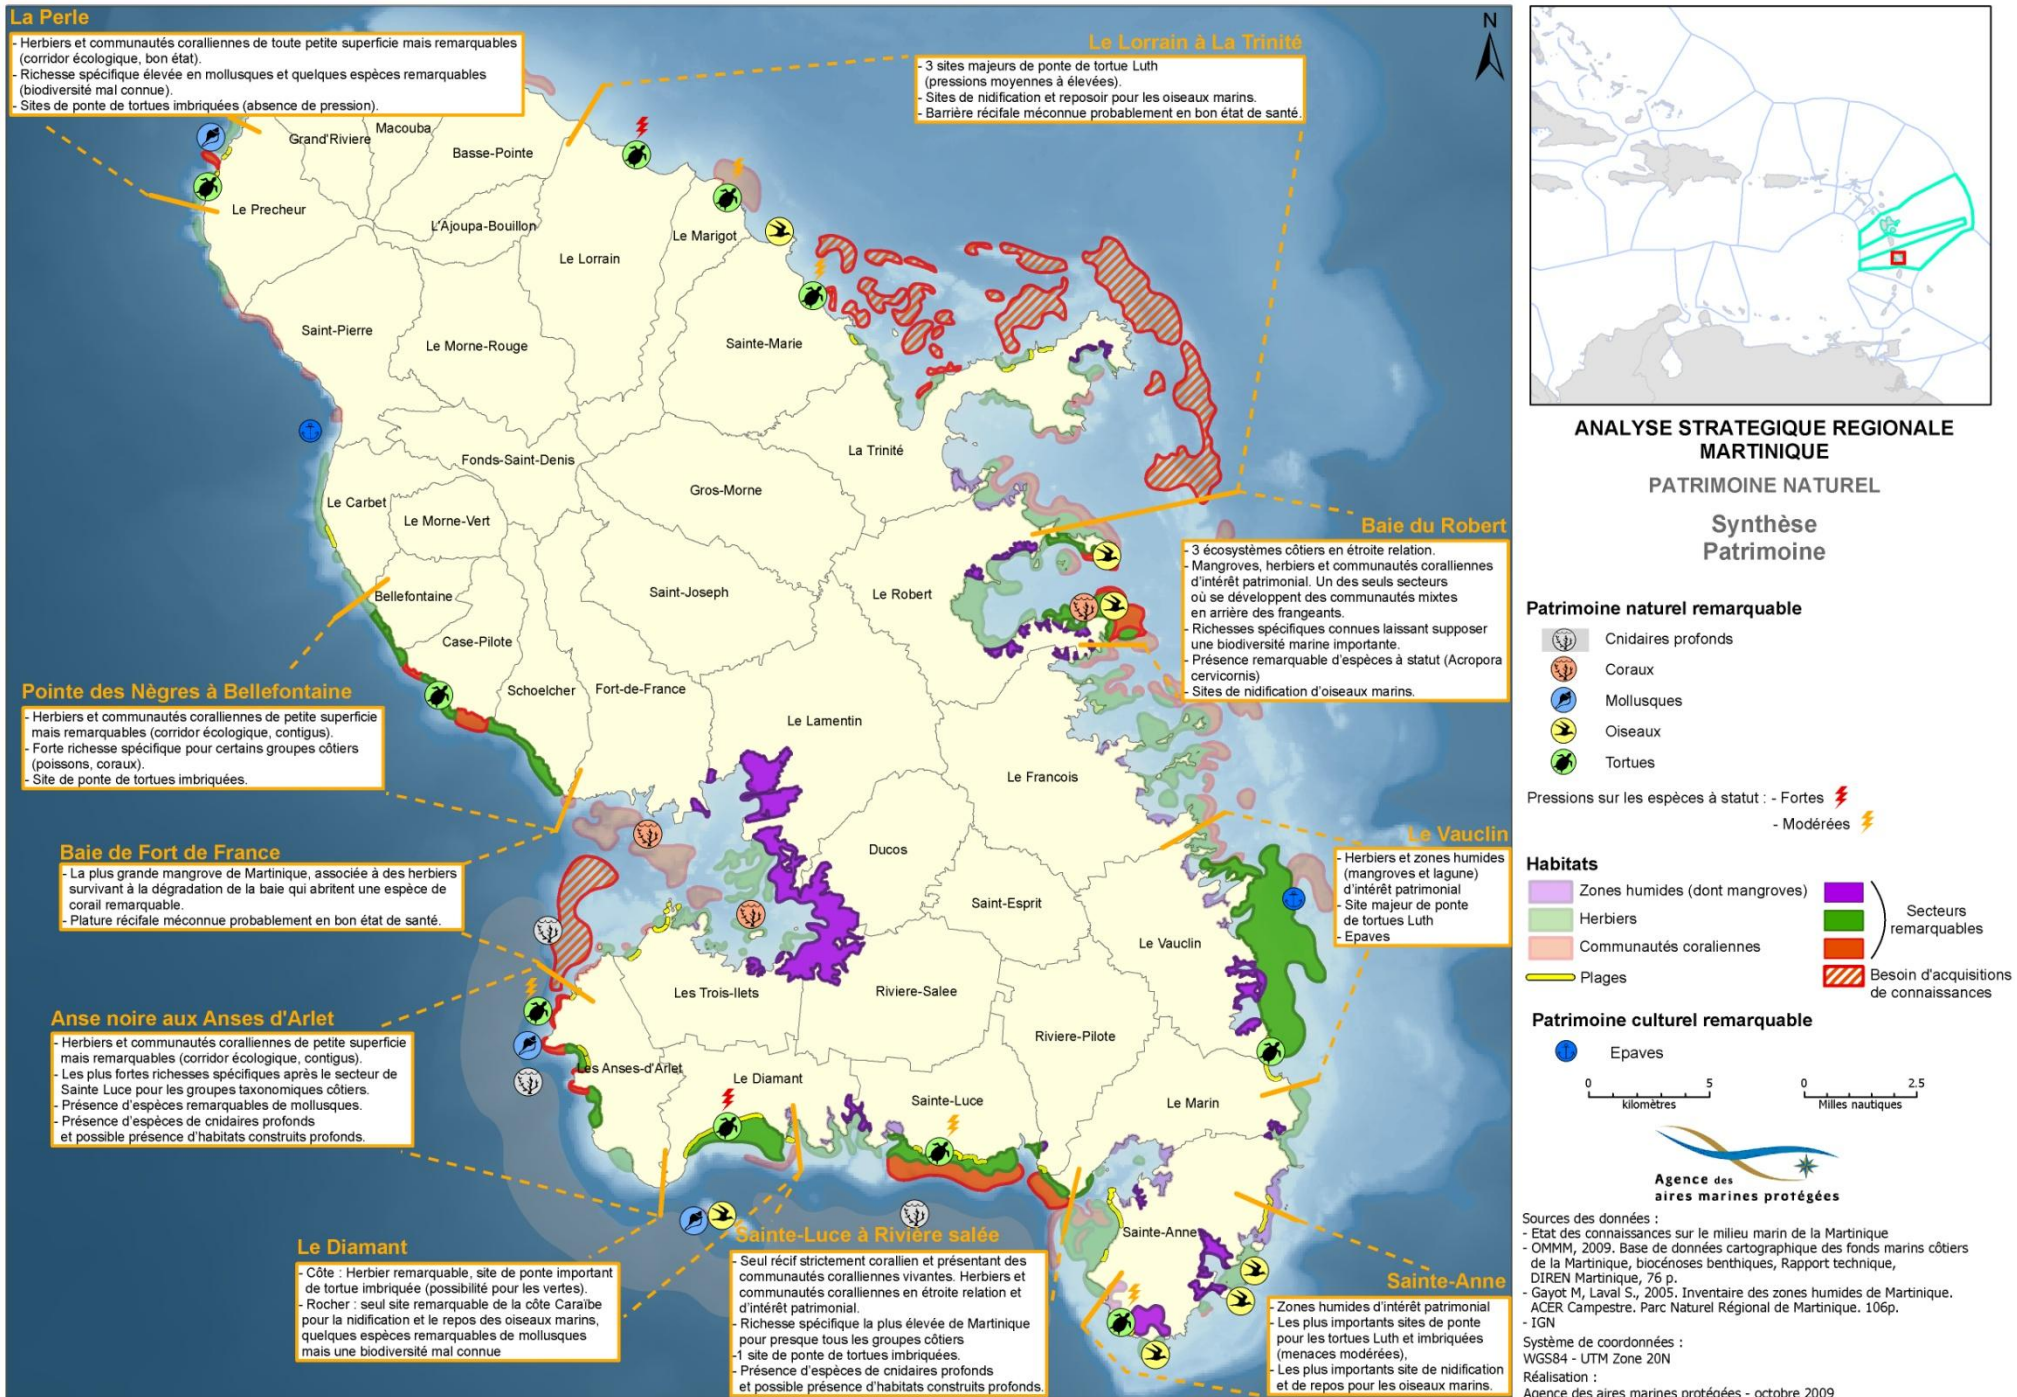 La Perle
- Herbiers et communautés coralliennes de toute petite superficie mais remarquables
(corridor écologique, bon état).
- Richesse spécifique élevée en mollusques et quelques espèces remarquables
(biodiversité mal connue).
- Sites de ponte de tortues imbriquées (absence de pression).
Le Lorrain à La Trinité
- 3 sites majeurs de ponte de tortue Luth
(pressions moyennes à élevées).
- Sites de nidification et reposoir pour les oiseaux marins.
- Barrière récifale méconnue probablement en bon état de santé.
N
Grand'Riviere
Macouba
Basse-Pointe
Le Precheur
L'Ajoupa-Bouillon
Le Lorrain
Le Marigot
Saint-Pierre
Le Morne-Rouge
Sainte-Marie
La Trinité
Fonds-Saint-Denis
Gros-Morne
Le Carbet
Le Morne-Vert
Bellefontaine
Saint-Joseph
Le Robert
Case-Pilote
Schoelcher
Fort-de-France
Le Lamentin
Le Francois
Ducos
Saint-Esprit
Le Vauclin
Les Trois-Ilets
Riviere-Salee
Riviere-Pilote
Les Anses-d'Arlet
Le Diamant
Sainte-Luce
Le Marin
Sainte-Anne
Baie du Robert
- 3 écosystèmes côtiers en étroite relation.
- Mangroves, herbiers et communautés coralliennes
d'intérêt patrimonial. Un des seuls secteurs
où se développent des communautés mixtes
en arrière des frangeants.
- Richesses spécifiques connues laissant supposer
une biodiversité marine importante.
- Présence remarquable d'espèces à statut (Acropora
cervicornis)
- Sites de nidification d'oiseaux marins.
Pointe des Nègres à Bellefontaine
- Herbiers et communautés coralliennes de petite superficie
mais remarquables (corridor écologique, contigus).
- Forte richesse spécifique pour certains groupes côtiers
(poissons, coraux).
- Site de ponte de tortues imbriquées.
Baie de Fort de France
- La plus grande mangrove de Martinique, associée à des herbiers
survivant à la dégradation de la baie qui abritent une espèce de
corail remarquable.
- Plature récifale méconnue probablement en bon état de santé.
Le Vauclin
- Herbiers et zones humides
(mangroves et lagune)
d'intérêt patrimonial
- Site majeur de ponte
de tortues Luth
- Epaves
Anse noire aux Anses d'Arlet
- Herbiers et communautés coralliennes de petite superficie
mais remarquables (corridor écologique, contigus).
- Les plus fortes richesses spécifiques après le secteur de
Sainte Luce pour les groupes taxonomiques côtiers.
- Présence d'espèces remarquables de mollusques.
- Présence d'espèces de cnidaires profonds
et possible présence d'habitats construits profonds.
Le Diamant
- Côte : Herbier remarquable, site de ponte important
de tortue imbriquée (possibilité pour les vertes).
- Rocher : seul site remarquable de la côte Caraïbe
pour la nidification et le repos des oiseaux marins,
quelques espèces remarquables de mollusques
mais une biodiversité mal connue
Sainte-Luce à Rivière salée
- Seul récif strictement corallien et présentant des
communautés coralliennes vivantes. Herbiers et
communautés coralliennes en étroite relation et
d'intérêt patrimonial.
- Richesse spécifique la plus élevée de Martinique
pour presque tous les groupes côtiers
-1 site de ponte de tortues imbriquées.
- Présence d'espèces de cnidaires profonds
et possible présence d'habitats construits profonds.
Sainte-Anne
- Zones humides d'intérêt patrimonial
- Les plus importants sites de ponte
pour les tortues Luth et imbriquées
(menaces modérées),
- Les plus importants site de nidification
et de repos pour les oiseaux marins.
ANALYSE STRATEGIQUE REGIONALE
MARTINIQUE
PATRIMOINE NATUREL
Synthèse
Patrimoine
Patrimoine naturel remarquable
Cnidaires profonds
Coraux
Mollusques
Oiseaux
Tortues
Pressions sur les espèces à statut : - Fortes
- Modérées
Habitats
Zones humides (dont mangroves)
Herbiers
Communautés coraliennes
Plages
Secteurs
remarquables
Besoin d'acquisitions
de connaissances
Patrimoine culturel remarquable
Epaves
0 5
kilomètres
0 2.5
Milles nautiques
Agence des
aires marines protégées
Sources des données :
- Etat des connaissances sur le milieu marin de la Martinique
- OMMM, 2009. Base de données cartographique des fonds marins côtiers
de la Martinique, biocénoses benthiques, Rapport technique,
DIREN Martinique, 76 p.
- Gayot M, Laval S., 2005. Inventaire des zones humides de Martinique.
ACER Campestre. Parc Naturel Régional de Martinique. 106p.
- IGN
Système de coordonnées :
WGS84 - UTM Zone 20N
Réalisation :
Agence des aires marines protégées - octobre 2009